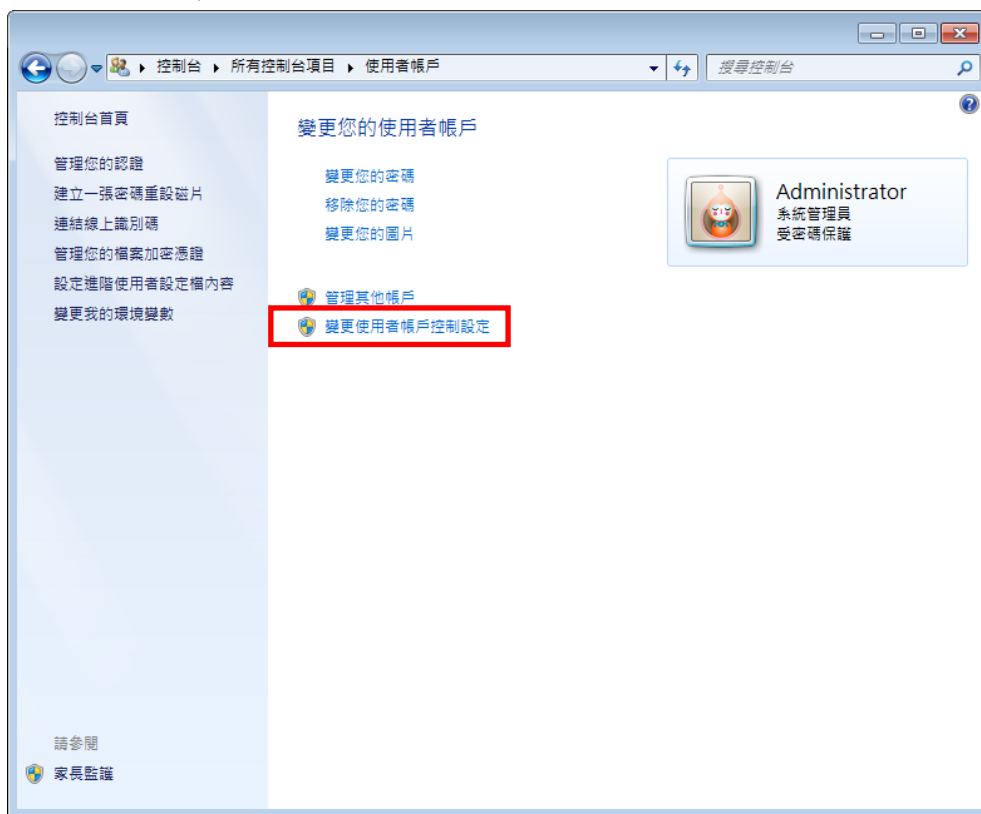 控制台 ▸ 所有控制台項目 ▸ 使用者帳戶
搜尋控制台
控制台首頁
管理您的認證
建立一張密碼重設磁片
連結線上識別碼
管理您的檔案加密憑證
設定進階使用者設定檔內容
變更我的環境變數
變更您的使用者帳戶
變更您的密碼
移除您的密碼
變更您的圖片
管理其他帳戶
變更使用者帳戶控制設定
Administrator
系統管理員
受密碼保護
請參閱
家長監護